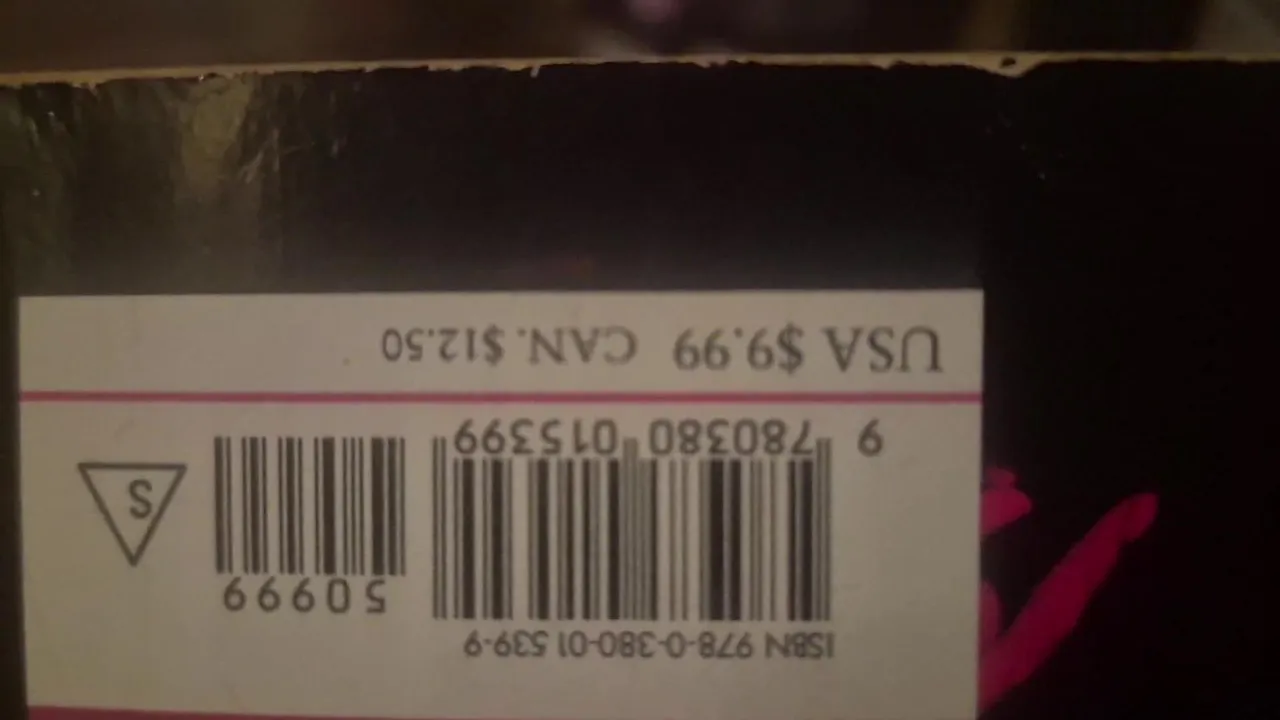 ISBN 978-0-380-01539-9
9 780380 015399
50999
S
USA $9.99 CAN. $12.50